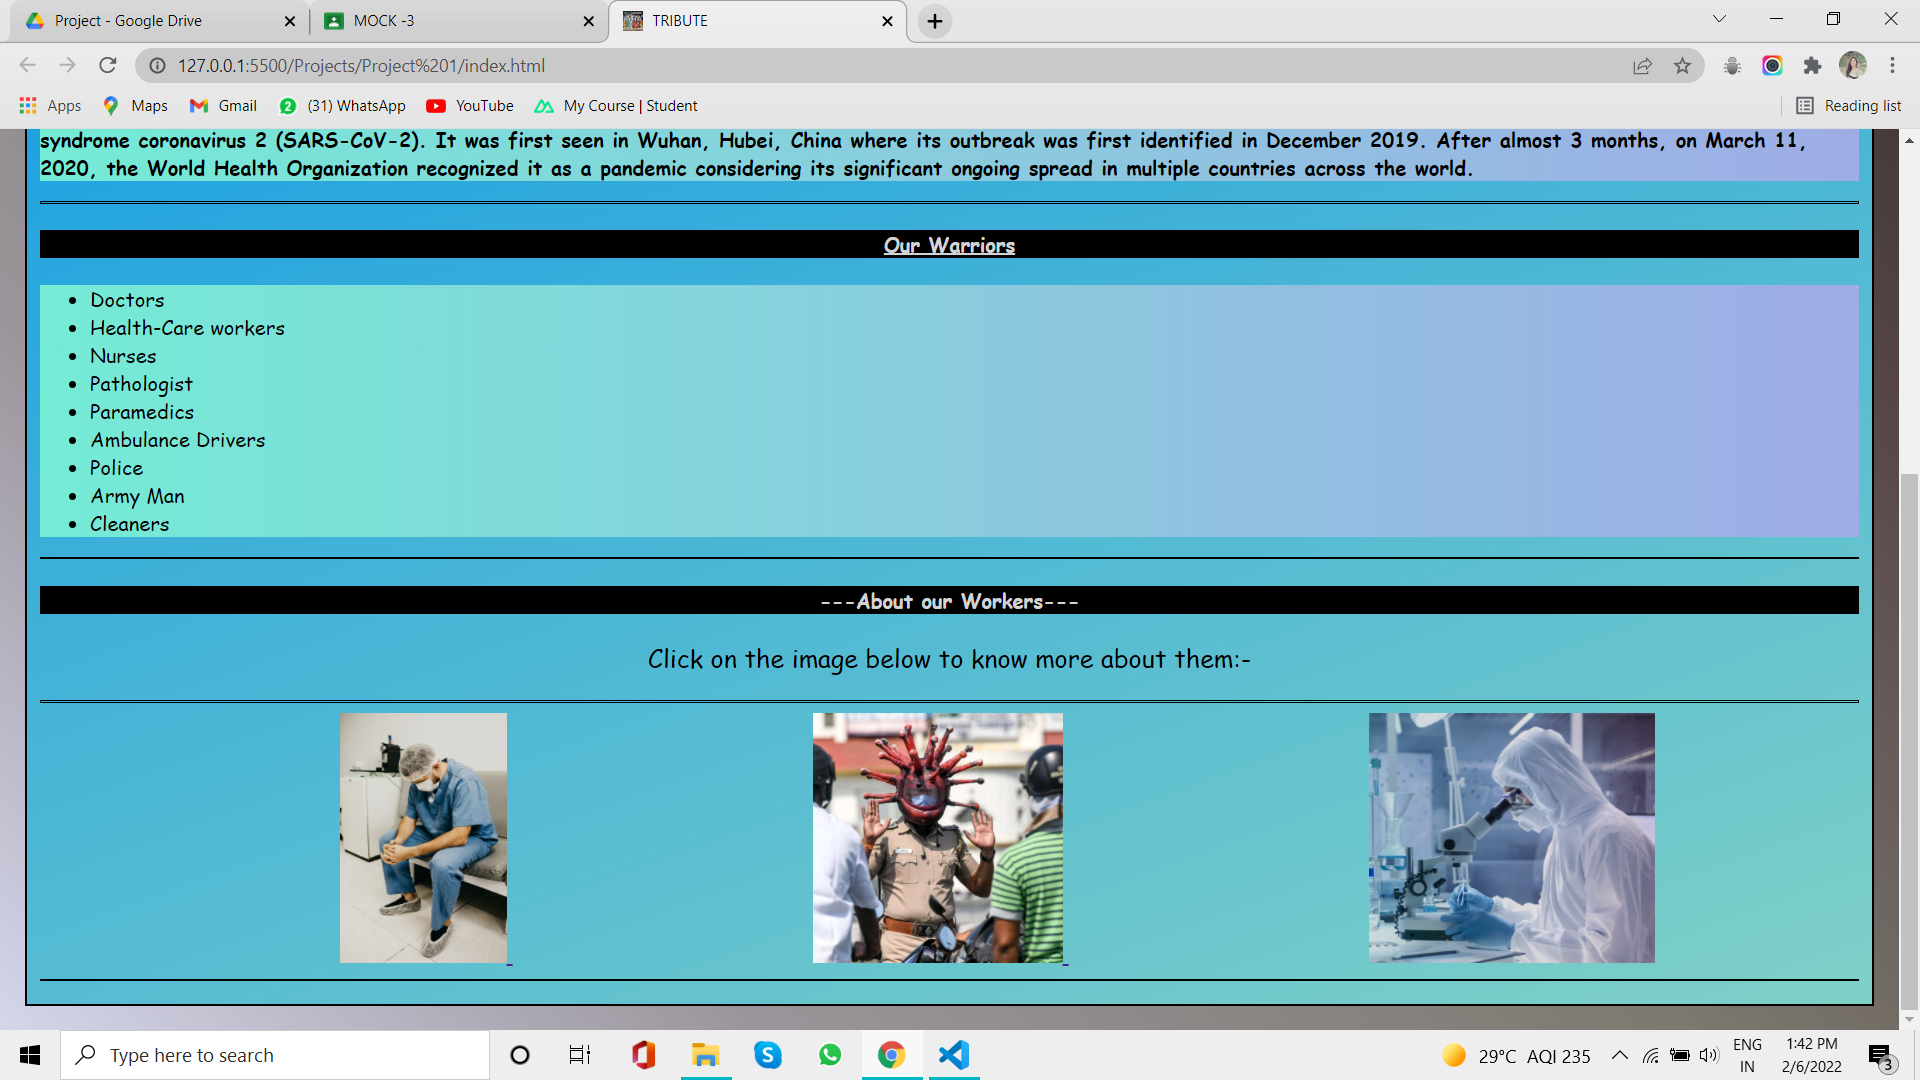 Project - Google Drive
MOCK -3
TRIBUTE
127.0.0.1:5500/Projects/Project%201/index.html
Apps
Maps
Gmail
(31) WhatsApp
YouTube
My Course | Student
Reading list
syndrome coronavirus 2 (SARS-CoV-2). It was first seen in Wuhan, Hubei, China where its outbreak was first identified in December 2019. After almost 3 months, on March 11,
2020, the World Health Organization recognized it as a pandemic considering its significant ongoing spread in multiple countries across the world.
Our Warriors
Doctors
Health-Care workers
Nurses
Pathologist
Paramedics
Ambulance Drivers
Police
Army Man
Cleaners
---About our Workers---
Click on the image below to know more about them:-
Type here to search
29°C AQI 235
ENG
IN
1:42 PM
2/6/2022
3